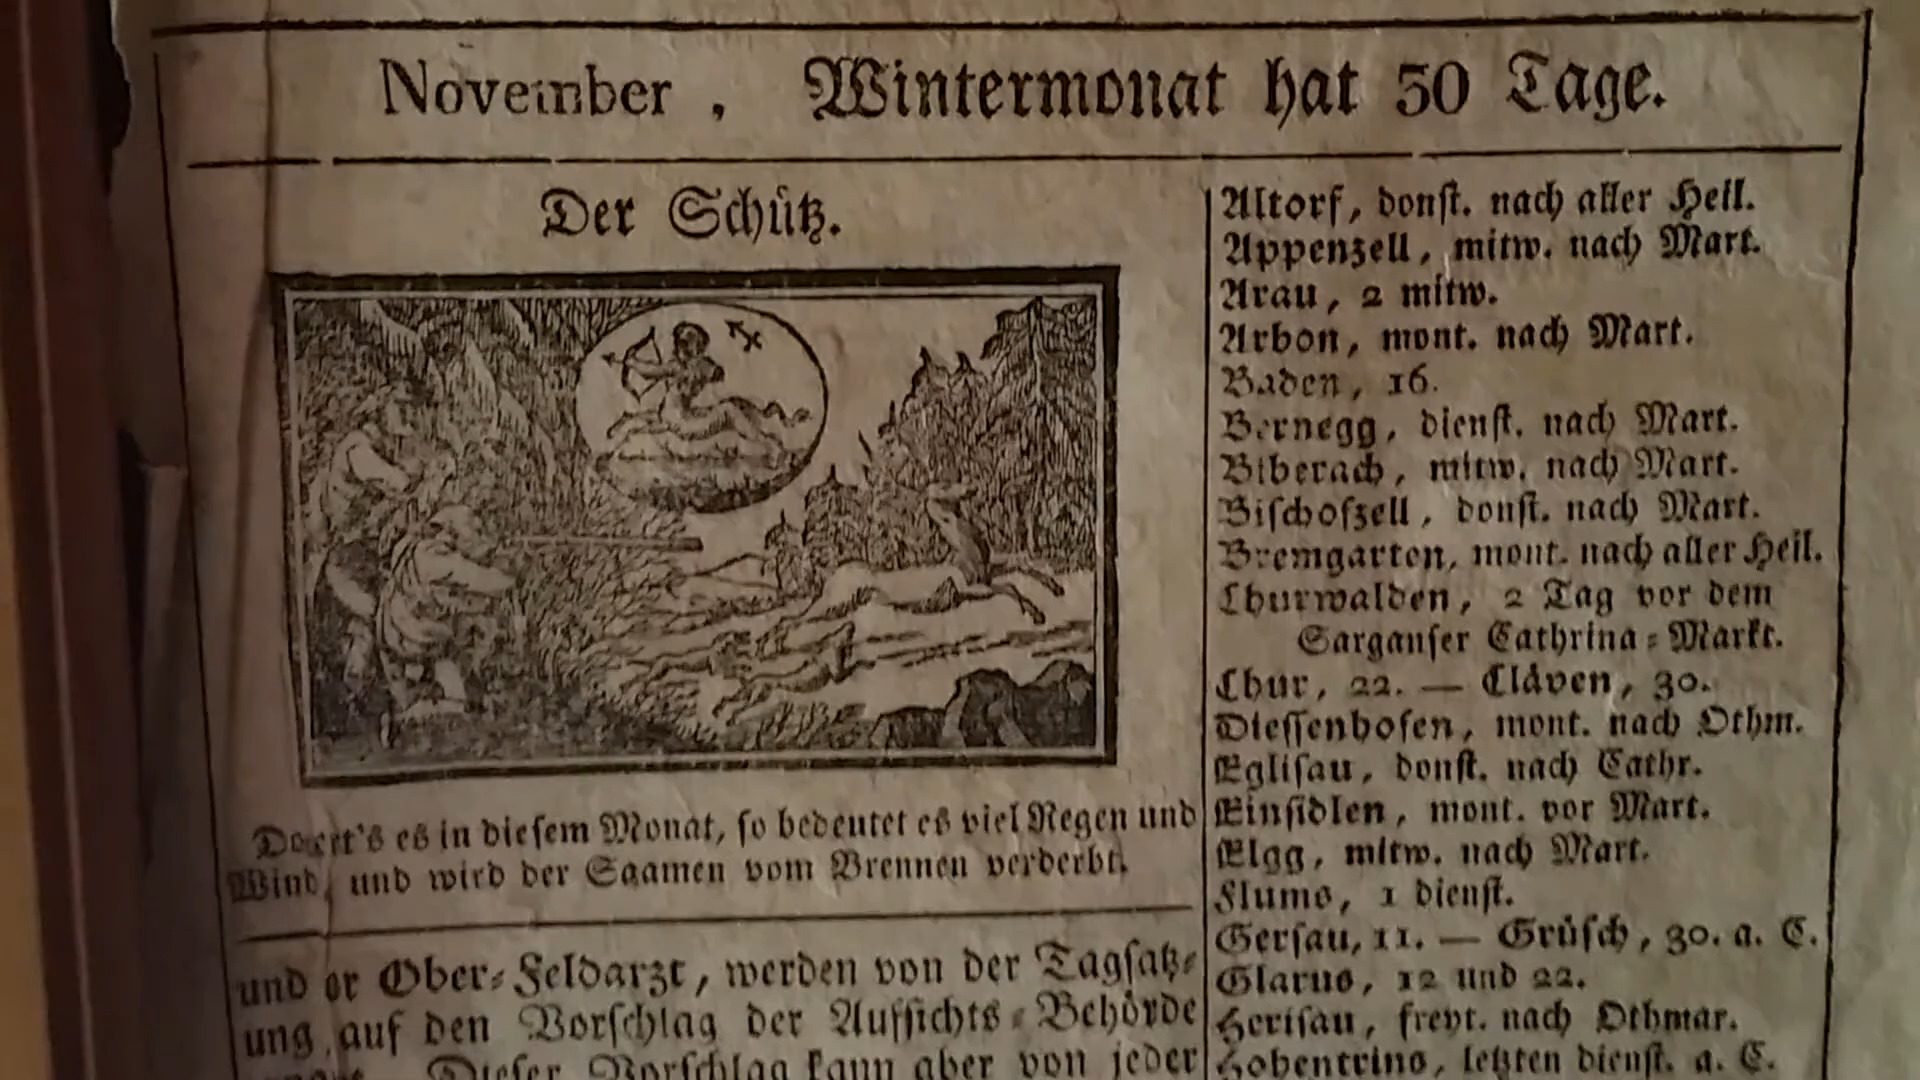 November, Wintermonat hat 30 Tage.
Der Schütz.
es in diesem Monat, so bedeutet es viel Regen und
Wind, und wird der Saamen vom Brennen verderbt.
und er Ober-Feldarzt, werden von der Tagsatz-
ung auf den Vorschlag der Aufsichts-Behörde
Dieser Vorschlag kann aber von jeder
Altorf, donst. nach aller Heil.
Appenzell, mitw. nach Mart.
Arau, 2 mitw.
Arbon, mont. nach Mart.
Baden, 16.
Bernegg, dienst. nach Mart.
Biberach, mitw. nach Mart.
Bischofzell, donst. nach Mart.
Bremgarten, mont. nach aller Heil.
Churwalden, 2 Tag vor dem
Sarganser Cathrina-Markt.
Chur, 22. — Cläven, 30.
Diessenhofen, mont. nach Othm.
Eglisau, donst. nach Cathr.
Einsidlen, mont. vor Mart.
Elgg, mitw. nach Mart.
Flums, 1 dienst.
Gersau, 11. — Grüsch, 30. a. C.
Glarus, 12 und 22.
Herisau, freyt. nach Othmar.
Hohentrins, letzten dienst. a. C.